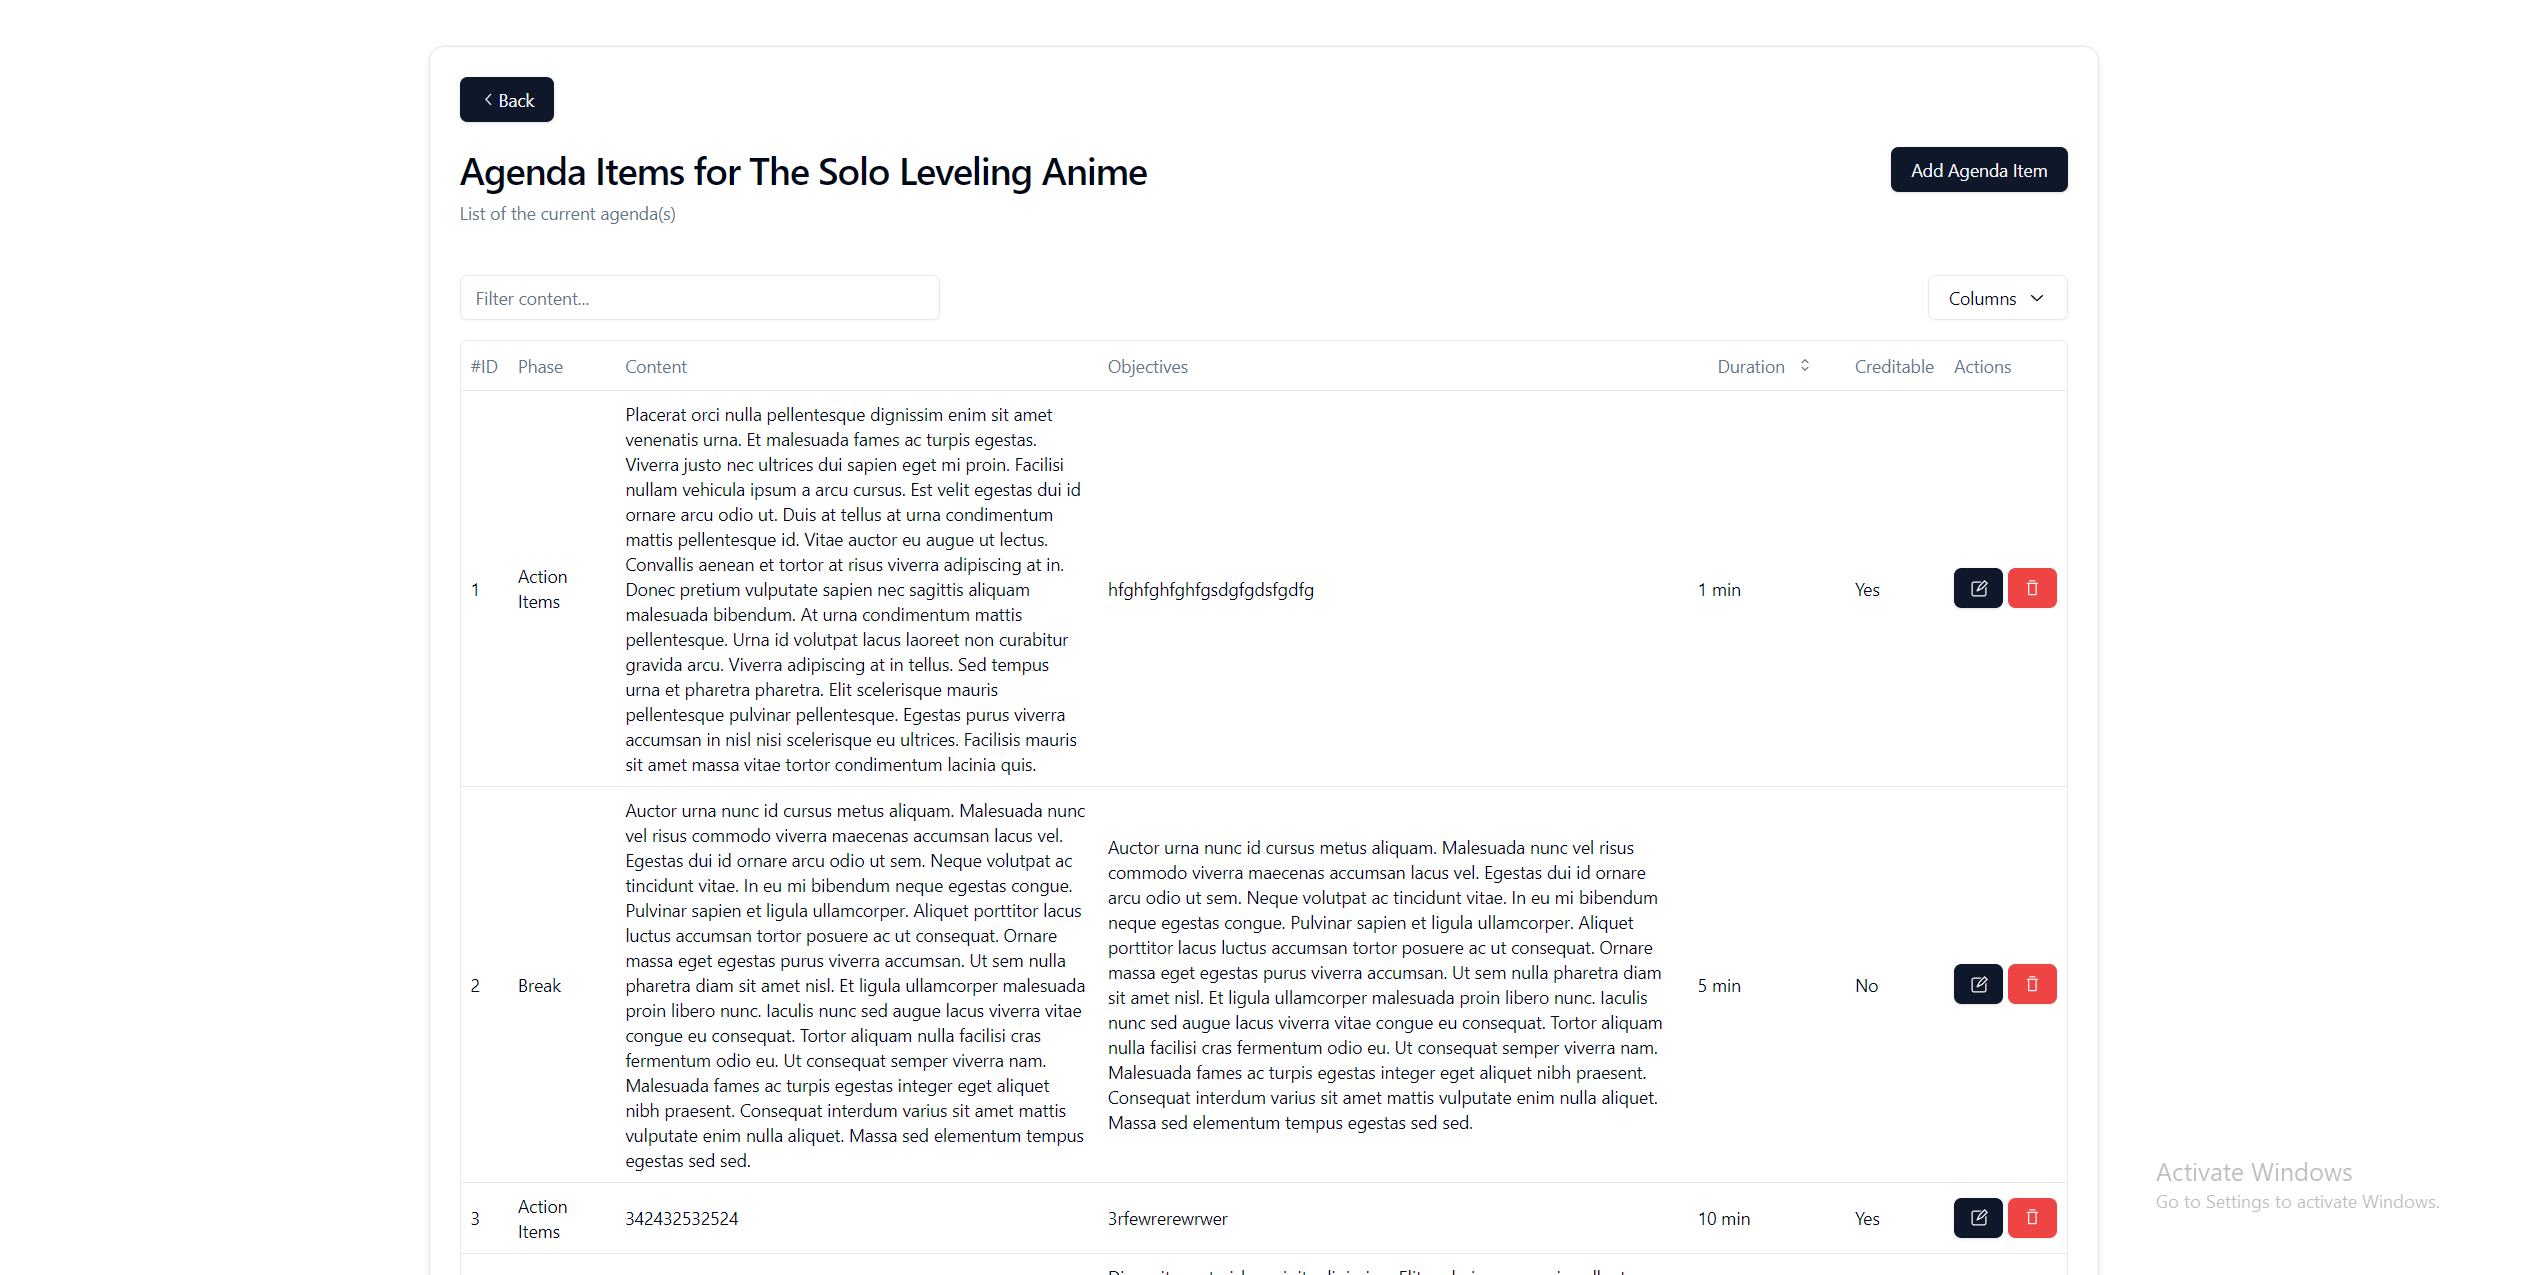 Back
Agenda Items for The Solo Leveling Anime
Add Agenda Item
List of the current agenda(s)
Filter content...
Columns
#ID Phase Content Objectives Duration Creditable Actions
Placerat orci nulla pellentesque dignissim enim sit amet
venenatis urna. Et malesuada fames ac turpis egestas.
Viverra justo nec ultrices dui sapien eget mi proin. Facilisi
nullam vehicula ipsum a arcu cursus. Est velit egestas dui id
ornare arcu odio ut. Duis at tellus at urna condimentum
mattis pellentesque id. Vitae auctor eu augue ut lectus.
Convallis aenean et tortor at risus viverra adipiscing at in.
Donec pretium vulputate sapien nec sagittis aliquam
malesuada bibendum. At urna condimentum mattis
pellentesque. Urna id volutpat lacus laoreet non curabitur
gravida arcu. Viverra adipiscing at in tellus. Sed tempus
urna et pharetra pharetra. Elit scelerisque mauris
pellentesque pulvinar pellentesque. Egestas purus viverra
accumsan in nisl nisi scelerisque eu ultrices. Facilisis mauris
sit amet massa vitae tortor condimentum lacinia quis.
1
Action
Items
hfghfghfghfgsdgfgdsfgdfg
1 min
Yes
2
Break
Auctor urna nunc id cursus metus aliquam. Malesuada nunc
vel risus commodo viverra maecenas accumsan lacus vel.
Egestas dui id ornare arcu odio ut sem. Neque volutpat ac
tincidunt vitae. In eu mi bibendum neque egestas congue.
Pulvinar sapien et ligula ullamcorper. Aliquet porttitor lacus
luctus accumsan tortor posuere ac ut consequat. Ornare
massa eget egestas purus viverra accumsan. Ut sem nulla
pharetra diam sit amet nisl. Et ligula ullamcorper malesuada
proin libero nunc. Iaculis nunc sed augue lacus viverra vitae
congue eu consequat. Tortor aliquam nulla facilisi cras
fermentum odio eu. Ut consequat semper viverra nam.
Malesuada fames ac turpis egestas integer eget aliquet
nibh praesent. Consequat interdum varius sit amet mattis
vulputate enim nulla aliquet. Massa sed elementum tempus
egestas sed sed.
Auctor urna nunc id cursus metus aliquam. Malesuada nunc vel risus
commodo viverra maecenas accumsan lacus vel. Egestas dui id ornare
arcu odio ut sem. Neque volutpat ac tincidunt vitae. In eu mi bibendum
neque egestas congue. Pulvinar sapien et ligula ullamcorper. Aliquet
porttitor lacus luctus accumsan tortor posuere ac ut consequat. Ornare
massa eget egestas purus viverra accumsan. Ut sem nulla pharetra diam
sit amet nisl. Et ligula ullamcorper malesuada proin libero nunc. Iaculis
nunc sed augue lacus viverra vitae congue eu consequat. Tortor aliquam
nulla facilisi cras fermentum odio eu. Ut consequat semper viverra nam.
Malesuada fames ac turpis egestas integer eget aliquet nibh praesent.
Consequat interdum varius sit amet mattis vulputate enim nulla aliquet.
Massa sed elementum tempus egestas sed sed.
5 min
No
3
Action
Items
342432532524
3rfewrerewrwer
10 min
Yes
Activate Windows
Go to Settings to activate Windows.